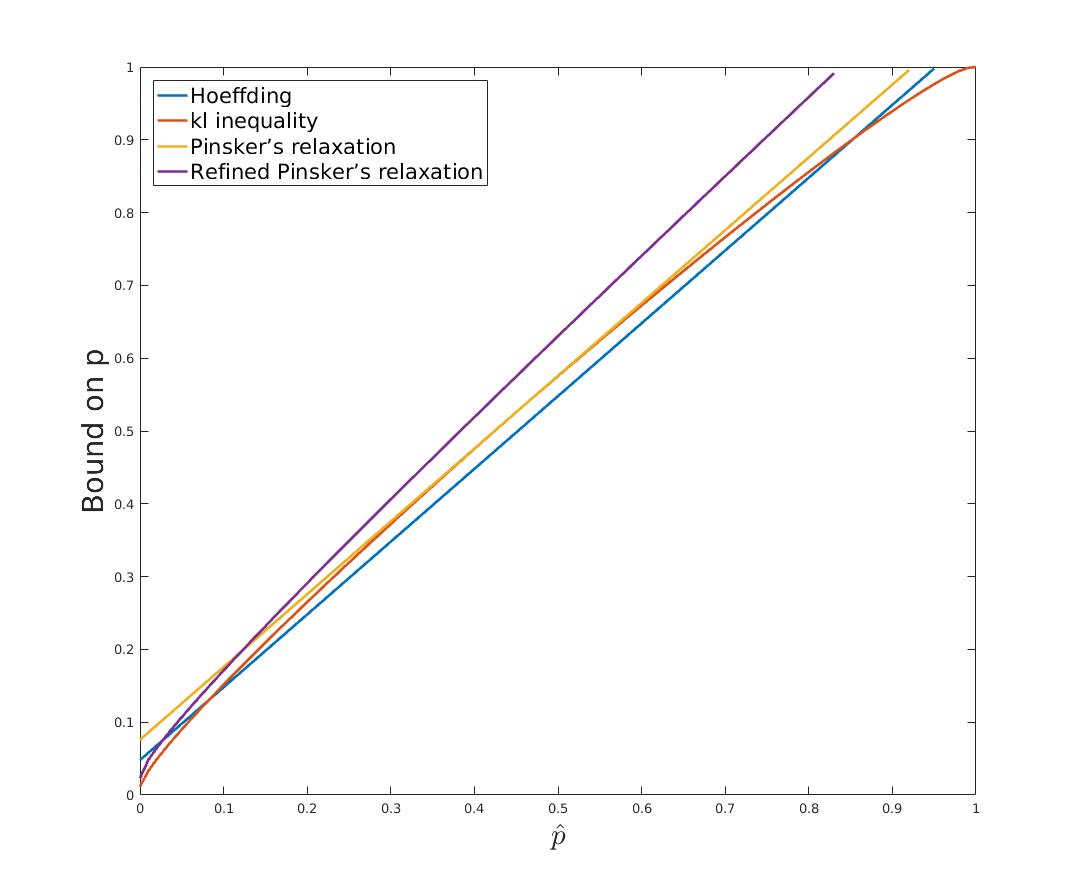 Hoeffding
kl inequality
Pinsker’s relaxation
Refined Pinsker’s relaxation
Bound on p
1
0.9
0.8
0.7
0.6
0.5
0.4
0.3
0.2
0.1
0
0 0.1 0.2 0.3 0.4 0.5 0.6 0.7 0.8 0.9 1
p̂